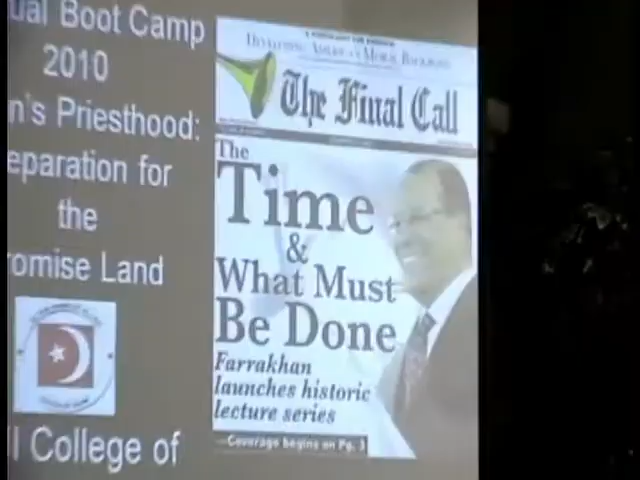 ual Boot Camp
2010
n's Priesthood:
eparation for
the
omise Land
l College of
The Final Call
The
Time
&
What Must
Be Done
Farrakhan
launches historic
lecture series
Coverage begins on Pg. 3